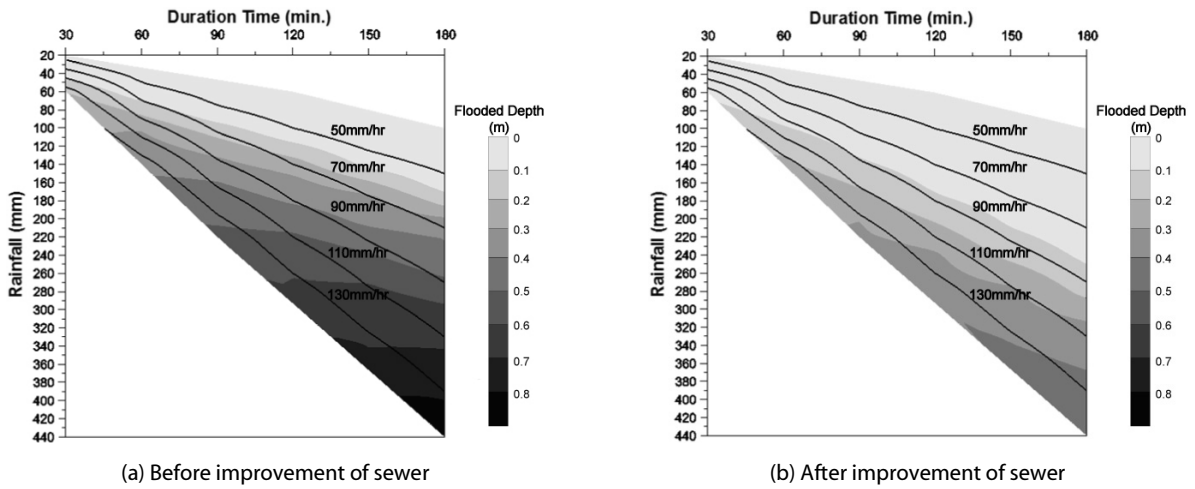 Duration Time (min.)
30 60 90 120 150 180
20
40
60
80
100
120
140
160
180
200
220
240
260
280
300
320
340
360
380
400
420
440
Rainfall (mm)
50mm/hr
70mm/hr
90mm/hr
110mm/hr
130mm/hr
Flooded Depth
(m)
0
0.1
0.2
0.3
0.4
0.5
0.6
0.7
0.8
(a) Before improvement of sewer
Duration Time (min.)
30 60 90 120 150 180
20
40
60
80
100
120
140
160
180
200
220
240
260
280
300
320
340
360
380
400
420
440
Rainfall (mm)
50mm/hr
70mm/hr
90mm/hr
110mm/hr
130mm/hr
Flooded Depth
(m)
0
0.1
0.2
0.3
0.4
0.5
0.6
0.7
0.8
(b) After improvement of sewer